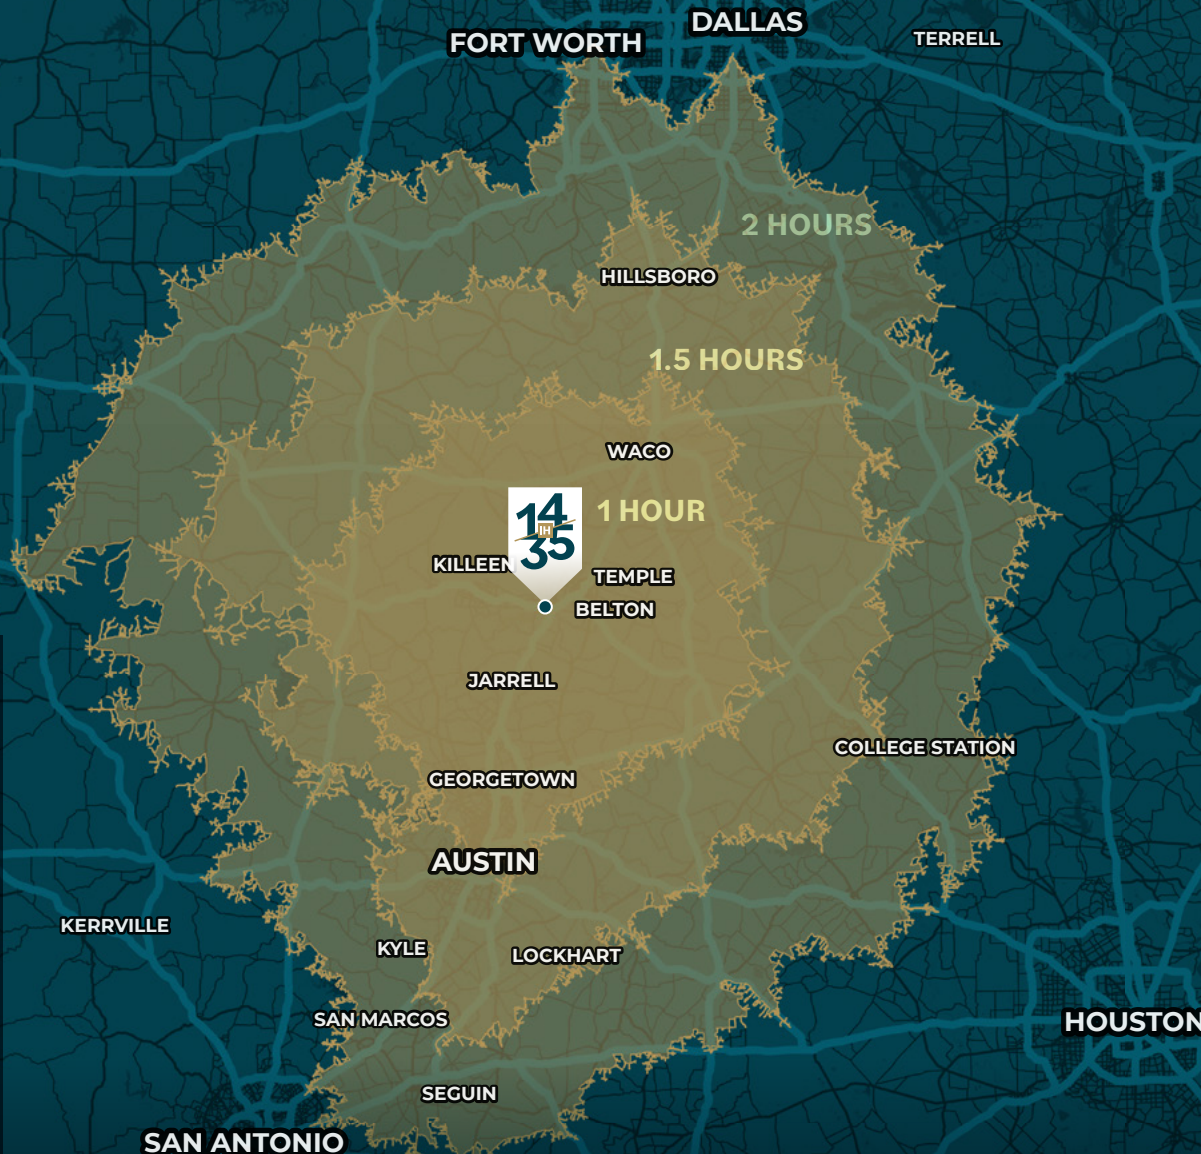 DALLAS
FORT WORTH
TERRELL
2 HOURS
HILLSBORO
1.5 HOURS
WACO
14
IH
35
1 HOUR
KILLEEN
TEMPLE
BELTON
JARRELL
COLLEGE STATION
GEORGETOWN
AUSTIN
KERRVILLE
KYLE
LOCKHART
SAN MARCOS
HOUSTON
SEGUIN
SAN ANTONIO